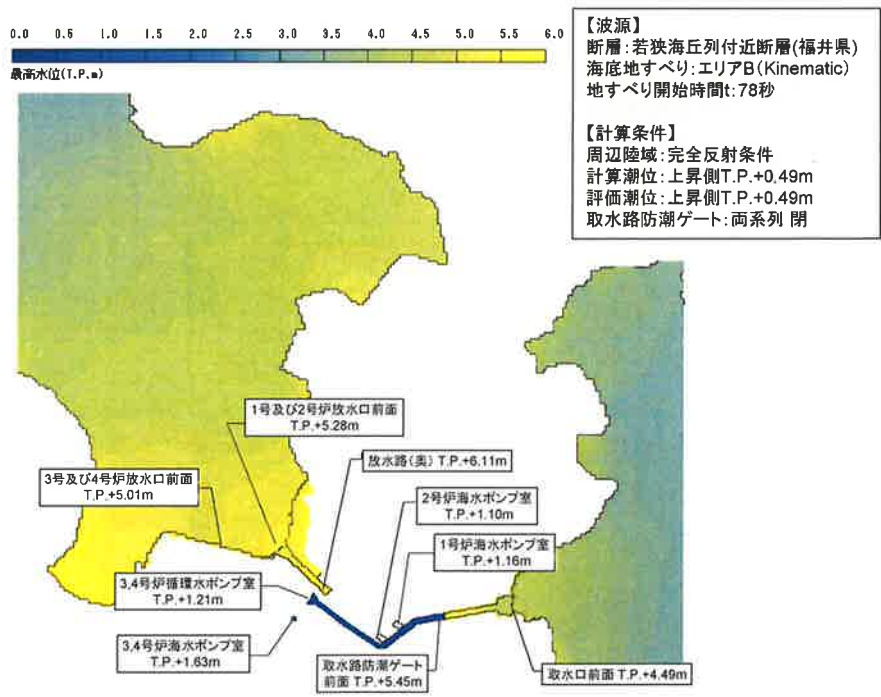 0.0 0.5 1.0 1.5 2.0 2.5 3.0 3.5 4.0 4.5 5.0 5.5 6.0
最高水位(T.P.m)
【波源】
断層:若狭海丘列付近断層(福井県)
海底地すべり:エリアB(Kinematic)
地すべり開始時間t:78秒
【計算条件】
周辺陸域:完全反射条件
計算潮位:上昇側T.P.+0.49m
評価潮位:上昇側T.P.+0.49m
取水路防潮ゲート:両系列 閉
1号及び2号炉放水口前面
T.P.+5.28m
放水路(奥) T.P.+6.11m
3号及び4号炉放水口前面
T.P.+5.01m
2号炉海水ポンプ室
T.P.+1.10m
1号炉海水ポンプ室
T.P.+1.16m
3,4号炉循環水ポンプ室
T.P.+1.21m
3,4号炉海水ポンプ室
T.P.+1.63m
取水路防潮ゲート
前面 T.P.+5.45m
取水口前面 T.P.+4.49m